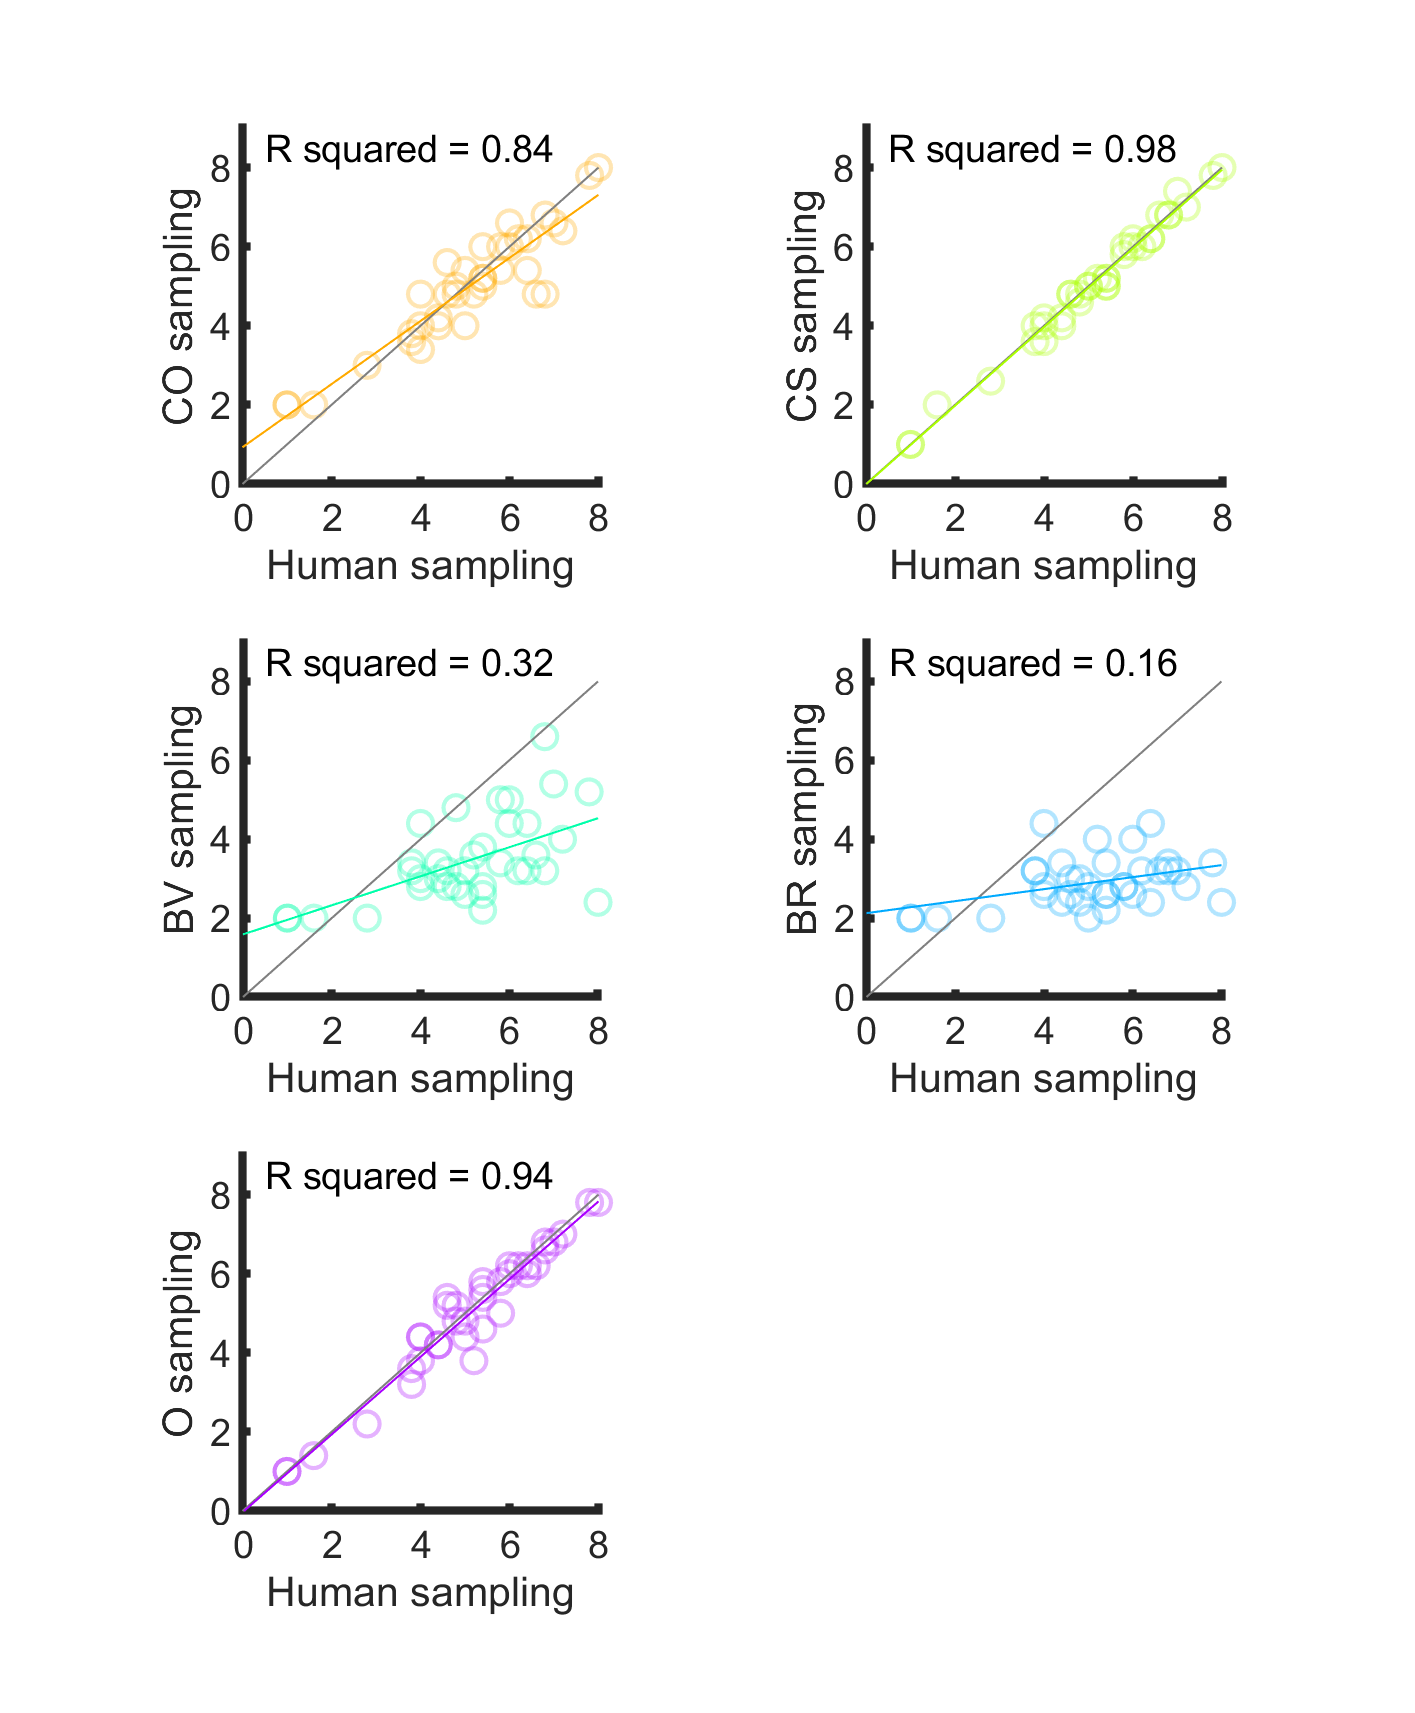 R squared = 0.84
CO sampling
8
6
4
2
0
0 2 4 6 8
Human sampling
R squared = 0.98
CS sampling
8
6
4
2
0
0 2 4 6 8
Human sampling
R squared = 0.32
BV sampling
8
6
4
2
0
0 2 4 6 8
Human sampling
R squared = 0.16
BR sampling
8
6
4
2
0
0 2 4 6 8
Human sampling
R squared = 0.94
O sampling
8
6
4
2
0
0 2 4 6 8
Human sampling